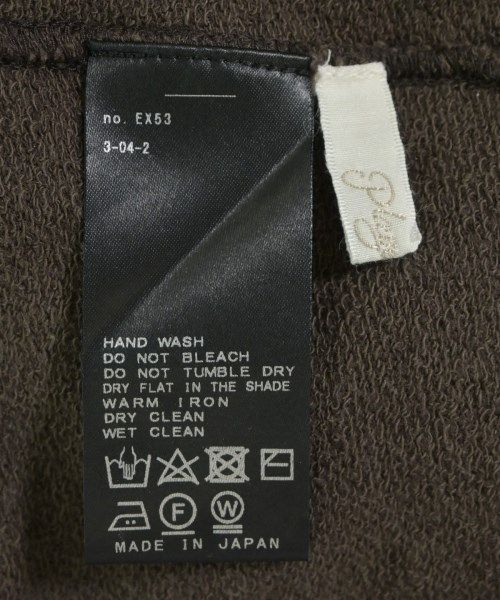 no. EX53
3-04-2
HAND WASH
DO NOT BLEACH
DO NOT TUMBLE DRY
DRY FLAT IN THE SHADE
WARM IRON
DRY CLEAN
WET CLEAN
F W
MADE IN JAPAN